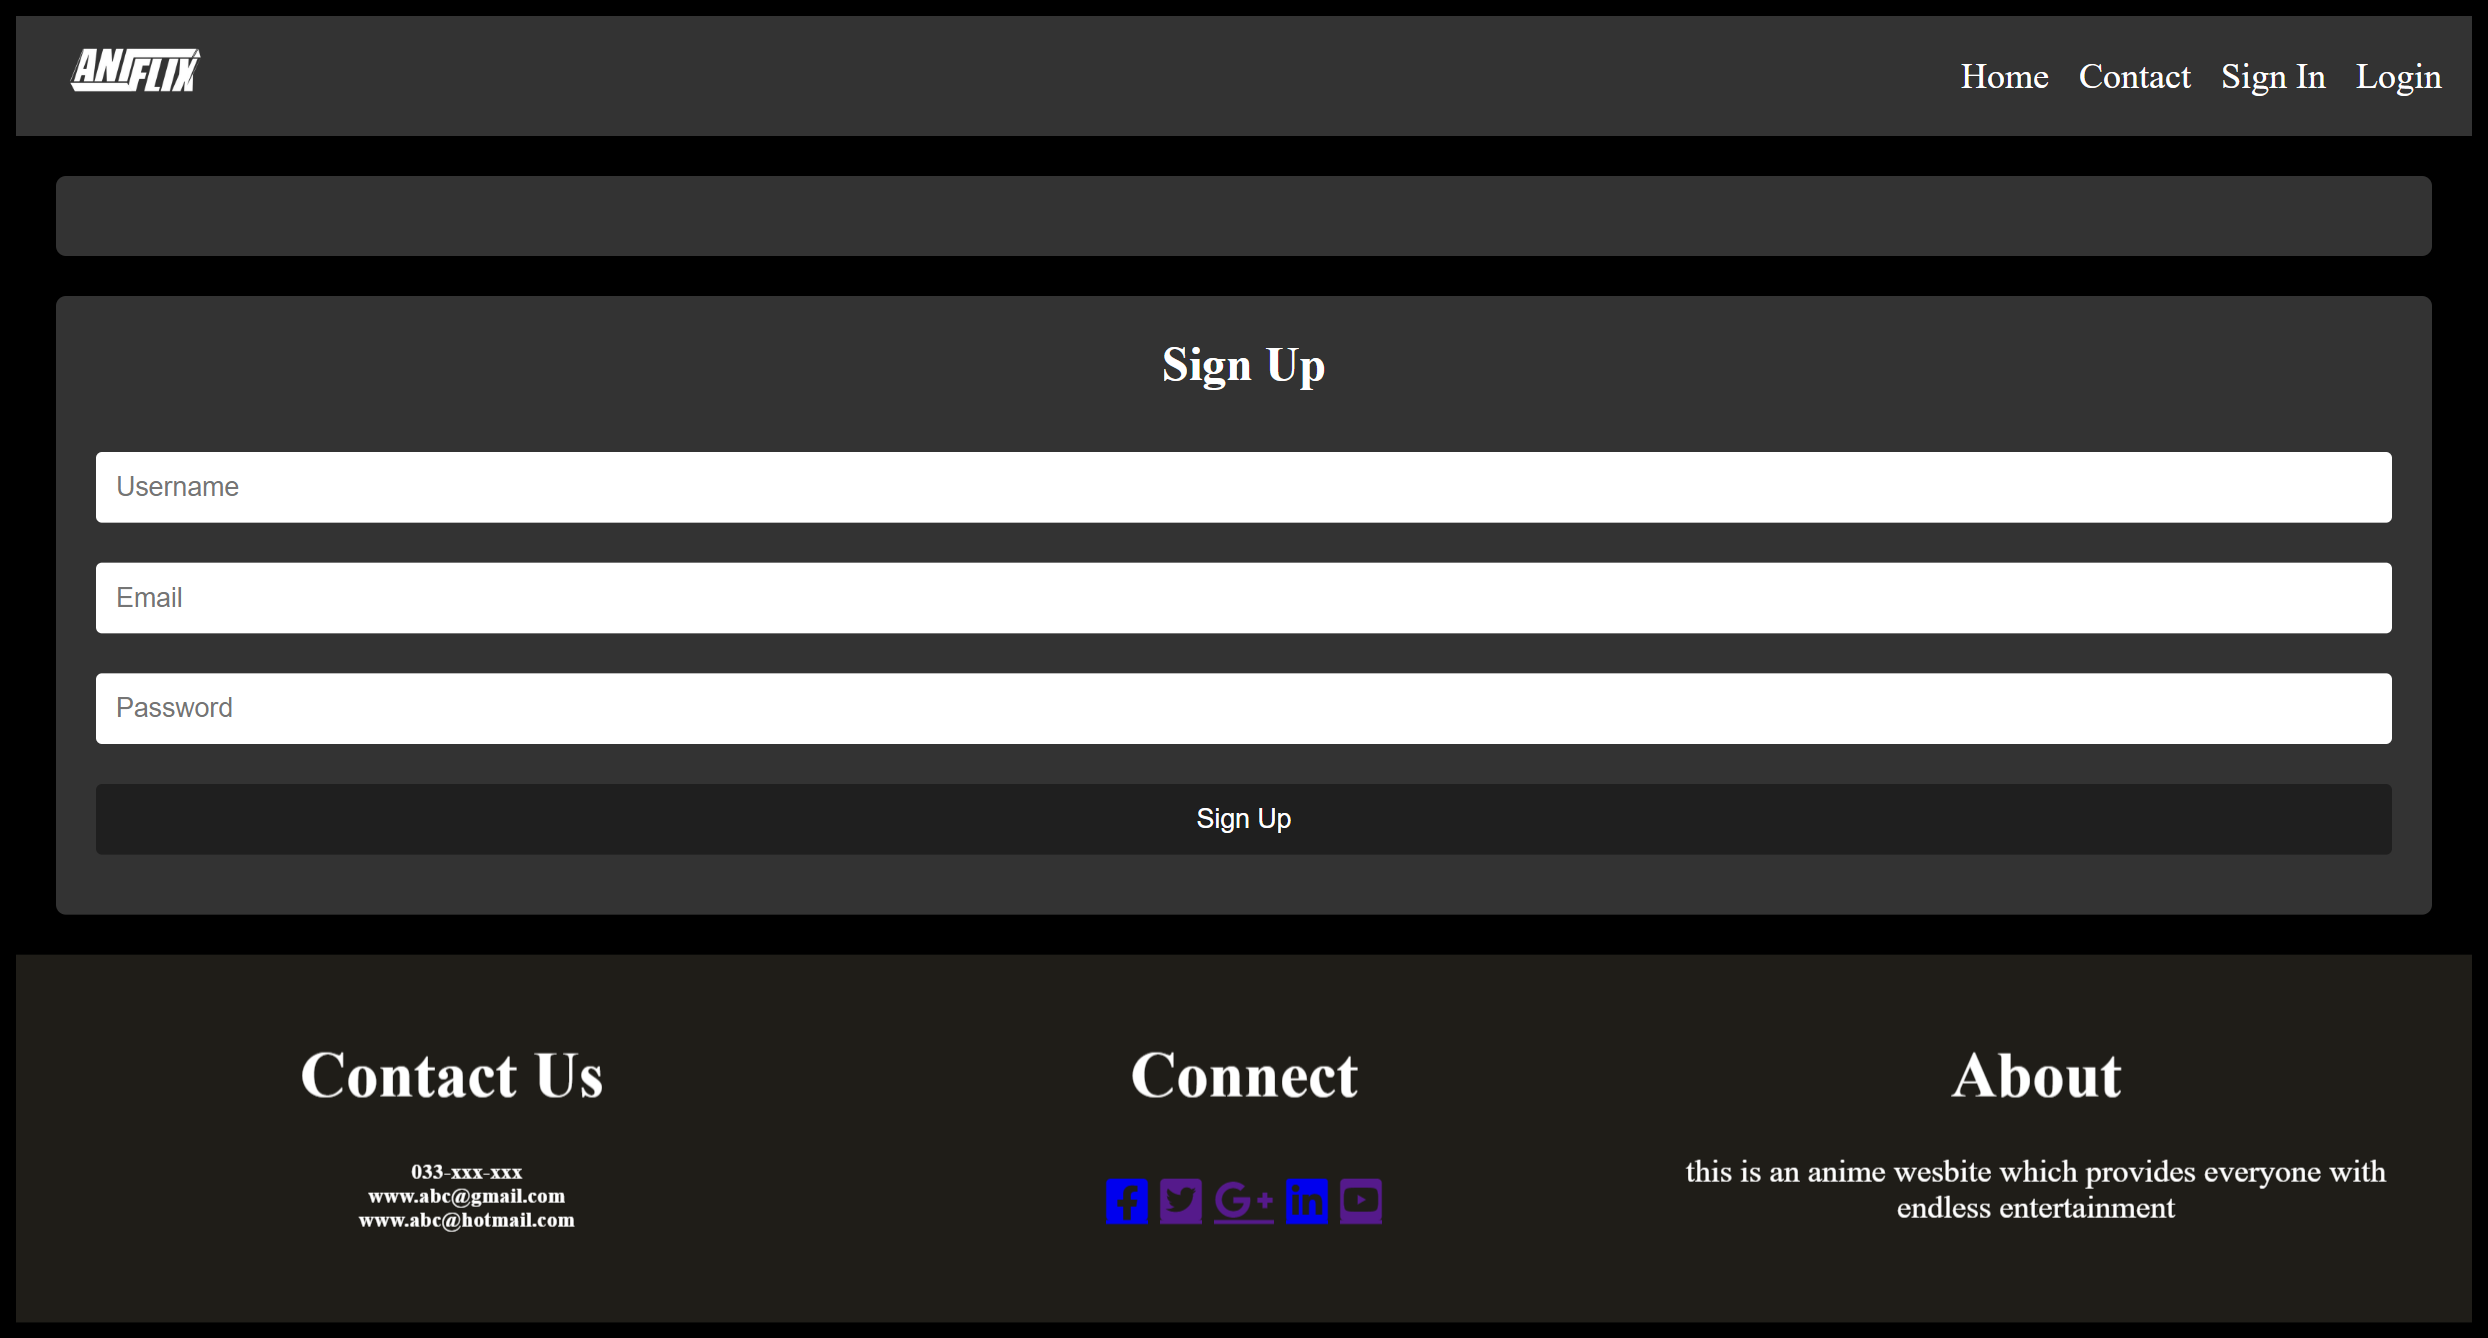 ANIFLIX
Home Contact Sign In Login
Sign Up
Username
Email
Password
Sign Up
Contact Us
033-xxx-xxx
www.abc@gmail.com
www.abc@hotmail.com
Connect
About
this is an anime wesbite which provides everyone with
endless entertainment